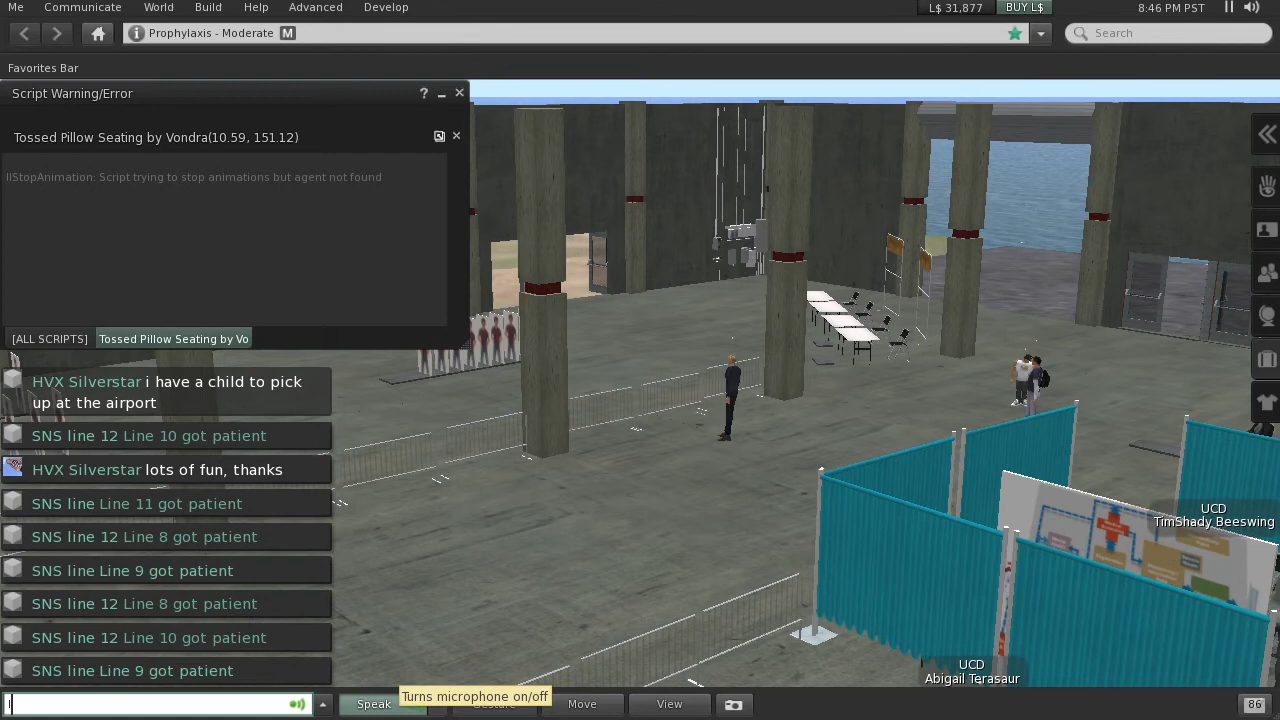 Me Communicate World Build Help Advanced Develop L$ 31,877 BUY L$ 8:46 PM PST
Prophylaxis - Moderate M Search
Favorites Bar
Script Warning/Error ?
Tossed Pillow Seating by Vondra(10.59, 151.12)
llStopAnimation: Script trying to stop animations but agent not found
[ALL SCRIPTS] Tossed Pillow Seating by Vo
HVX Silverstar i have a child to pick
up at the airport
SNS line 12 Line 10 got patient
HVX Silverstar lots of fun, thanks
SNS line Line 11 got patient
SNS line 12 Line 8 got patient
SNS line Line 9 got patient
SNS line 12 Line 8 got patient
SNS line 12 Line 10 got patient
SNS line Line 9 got patient
UCD
TimShady Beeswing
UCD
Abigail Terasaur
Turns microphone on/off
Speak Move View 86